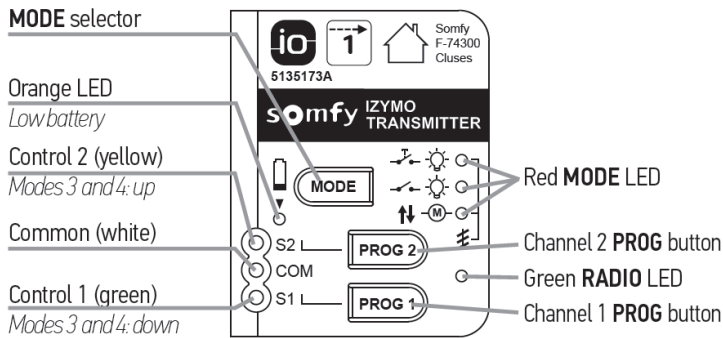 MODE selector
Orange LED
Low battery
Control 2 (yellow)
Modes 3 and 4: up
Common (white)
Control 1 (green)
Modes 3 and 4: down
io
1
Somfy
F-74300
Cluses
5135173A
somfy IZYMO
TRANSMITTER
MODE
M
S2
PROG 2
COM
S1
PROG 1
Red MODE LED
Channel 2 PROG button
Green RADIO LED
Channel 1 PROG button